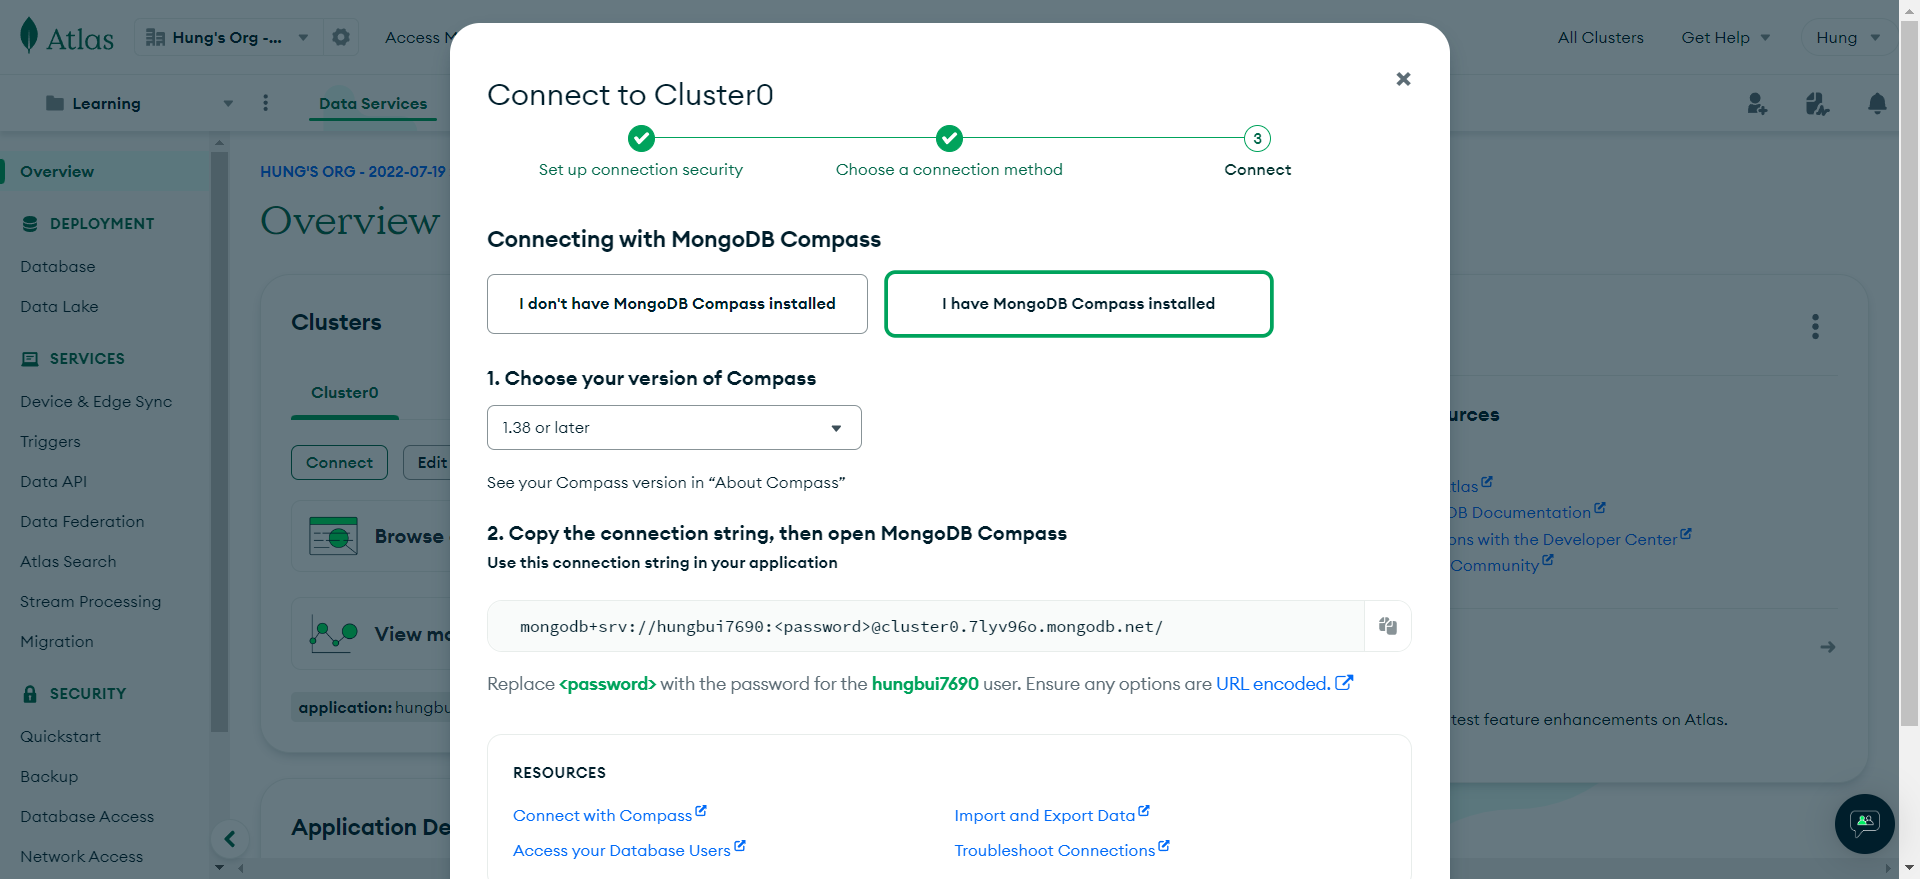 Atlas
Hung's Org -...
Access M
All Clusters
Get Help
Hung
Learning
Data Services
Overview
DEPLOYMENT
Database
Data Lake
SERVICES
Device & Edge Sync
Triggers
Data API
Data Federation
Atlas Search
Stream Processing
Migration
SECURITY
Quickstart
Backup
Database Access
Network Access
HUNG'S ORG - 2022-07-19
Overview
Clusters
Cluster0
Connect
Edit
Browse
View mo
application: hungbu
Application De
Connect to Cluster0
3
Set up connection security
Choose a connection method
Connect
Connecting with MongoDB Compass
I don't have MongoDB Compass installed
I have MongoDB Compass installed
1. Choose your version of Compass
1.38 or later
See your Compass version in “About Compass”
2. Copy the connection string, then open MongoDB Compass
Use this connection string in your application
mongodb+srv://hungbui7690:<password>@cluster0.7lyv96o.mongodb.net/
Replace <password> with the password for the hungbui7690 user. Ensure any options are URL encoded.
RESOURCES
Connect with Compass
Import and Export Data
Access your Database Users
Troubleshoot Connections
urces
tlas
DB Documentation
ons with the Developer Center
Community
test feature enhancements on Atlas.